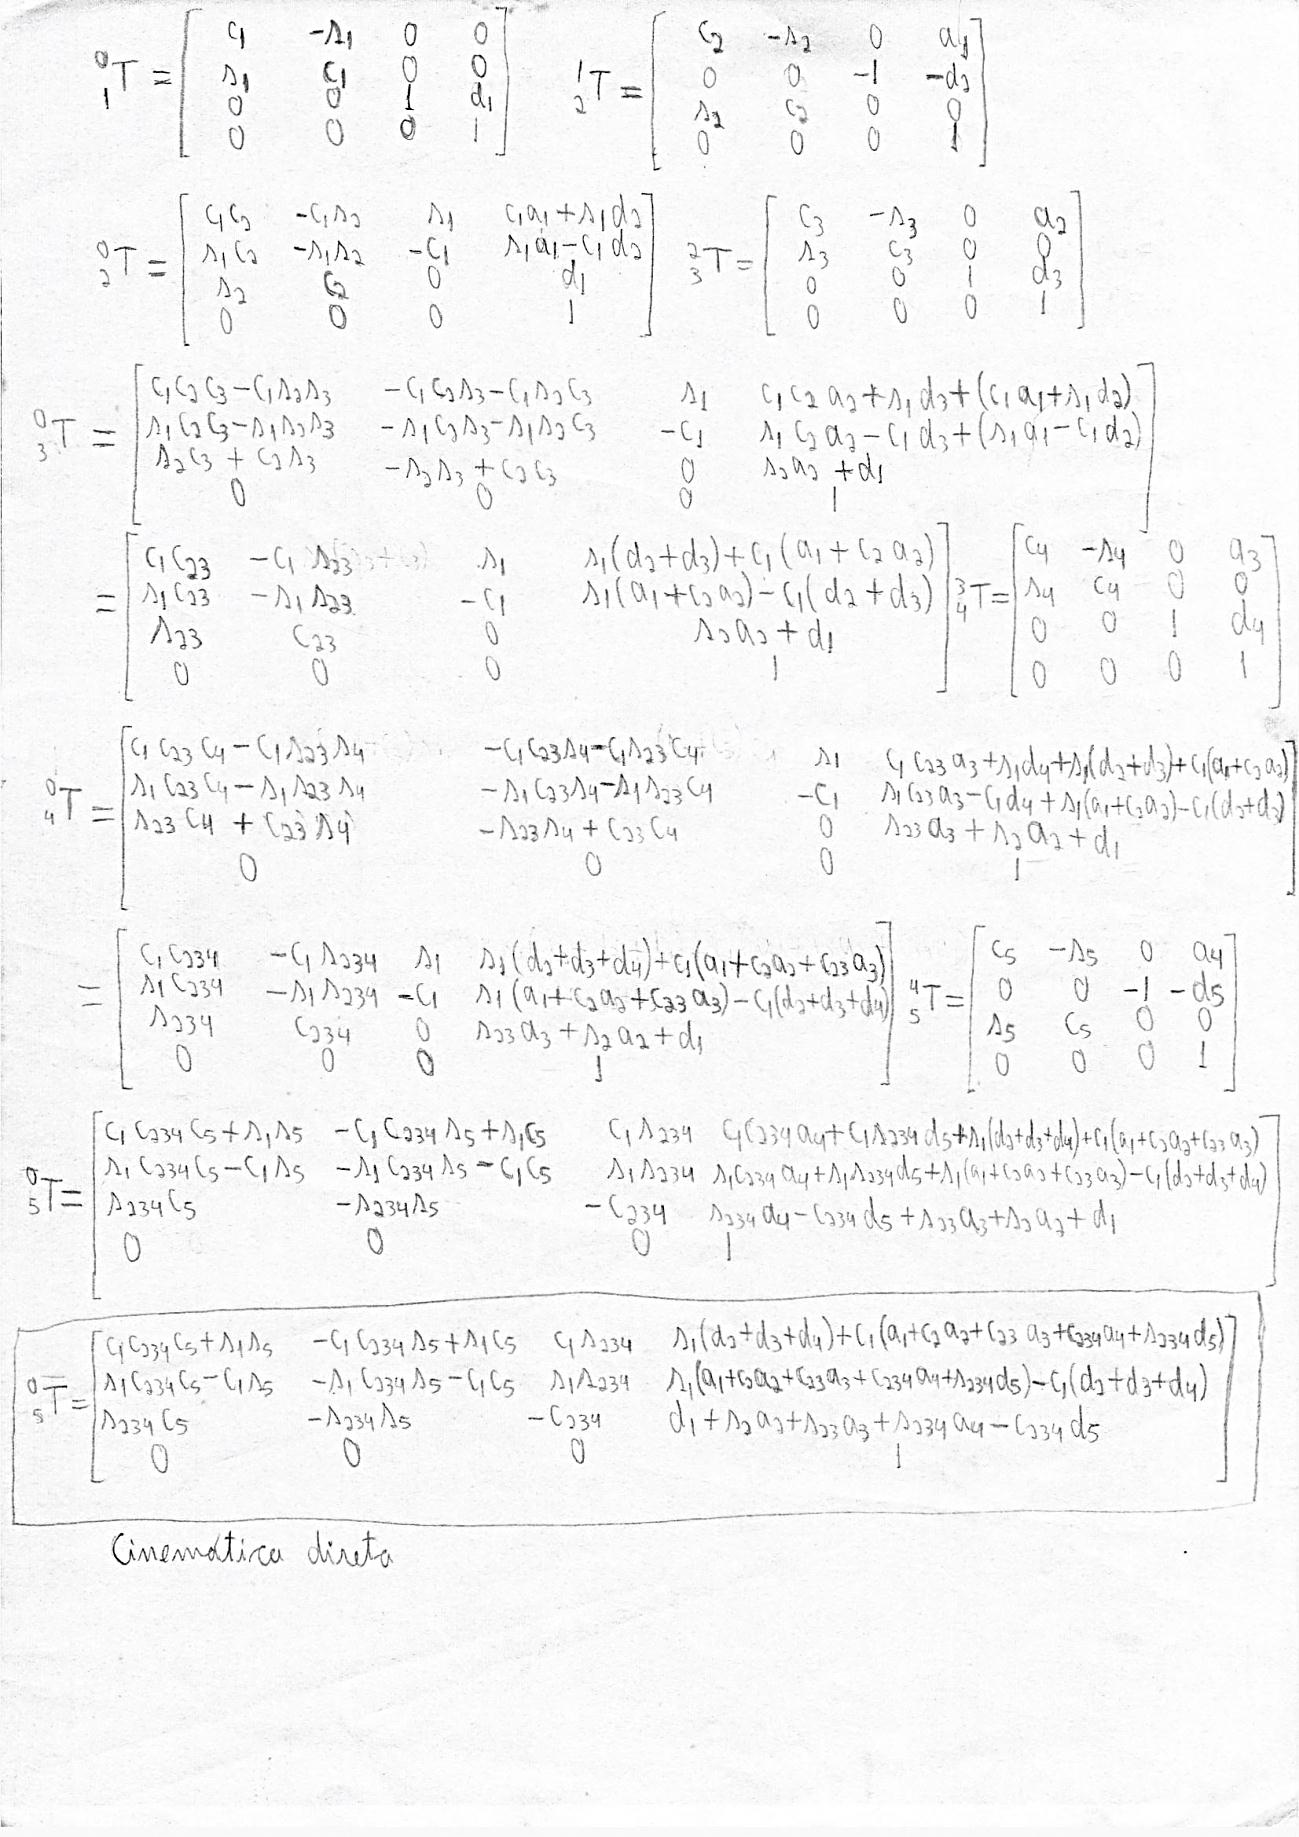 ⁰₁T = [ c₁ -s₁ 0 0 ¹₂T = [ c₂ -s₂ 0 a₁
s₁ c₁ 0 0 0 0 -1 -d₂
0 0 1 d₁ s₂ c₂ 0 0
0 0 0 1 ] 0 0 0 1 ]
⁰₂T = [ c₁c₂ -c₁s₂ s₁ c₁a₁+s₁d₂ ²₃T = [ c₃ -s₃ 0 a₂
s₁c₂ -s₁s₂ -c₁ s₁a₁-c₁d₂ s₃ c₃ 0 0
s₂ c₂ 0 d₁ 0 0 1 d₃
0 0 0 1 ] 0 0 0 1 ]
⁰₃T = [ c₁c₂c₃-c₁s₂s₃ -c₁c₂s₃-c₁s₂c₃ s₁ c₁c₂a₂+s₁d₃+(c₁a₁+s₁d₂)
s₁c₂c₃-s₁s₂s₃ -s₁c₂s₃-s₁s₂c₃ -c₁ s₁c₂a₂-c₁d₃+(s₁a₁-c₁d₂)
s₂c₃+c₂s₃ -s₂s₃+c₂c₃ 0 s₂a₂+d₁
0 0 0 1 ]
= [ c₁c₂₃ -c₁s₂₃ s₁ s₁(d₂+d₃)+c₁(a₁+c₂a₂) ³₄T = [ c₄ -s₄ 0 a₃
s₁c₂₃ -s₁s₂₃ -c₁ s₁(a₁+c₂a₂)-c₁(d₂+d₃) s₄ c₄ 0 0
s₂₃ c₂₃ 0 s₂a₂+d₁ 0 0 1 d₄
0 0 0 1 ] 0 0 0 1 ]
⁰₄T = [ c₁c₂₃c₄-c₁s₂₃s₄ -c₁c₂₃s₄-c₁s₂₃c₄ s₁ c₁c₂₃a₃+s₁d₄+s₁(d₂+d₃)+c₁(a₁+c₂a₂)
s₁c₂₃c₄-s₁s₂₃s₄ -s₁c₂₃s₄-s₁s₂₃c₄ -c₁ s₁c₂₃a₃-c₁d₄+s₁(a₁+c₂a₂)-c₁(d₂+d₃)
s₂₃c₄+c₂₃s₄ -s₂₃s₄+c₂₃c₄ 0 s₂₃a₃+s₂a₂+d₁
0 0 0 1 ]
= [ c₁c₂₃₄ -c₁s₂₃₄ s₁ s₁(d₂+d₃+d₄)+c₁(a₁+c₂a₂+c₂₃a₃) ⁴₅T = [ c₅ -s₅ 0 a₄
s₁c₂₃₄ -s₁s₂₃₄ -c₁ s₁(a₁+c₂a₂+c₂₃a₃)-c₁(d₂+d₃+d₄) 0 0 -1 -d₅
s₂₃₄ c₂₃₄ 0 s₂₃a₃+s₂a₂+d₁ s₅ c₅ 0 0
0 0 0 1 ] 0 0 0 1 ]
⁰₅T = [ c₁c₂₃₄c₅+s₁s₅ -c₁c₂₃₄s₅+s₁c₅ c₁s₂₃₄ c₁c₂₃₄a₄+c₁s₂₃₄d₅+s₁(d₂+d₃+d₄)+c₁(a₁+c₂a₂+c₂₃a₃)
s₁c₂₃₄c₅-c₁s₅ -s₁c₂₃₄s₅-c₁c₅ s₁s₂₃₄ s₁c₂₃₄a₄+s₁s₂₃₄d₅+s₁(a₁+c₂a₂+c₂₃a₃)-c₁(d₂+d₃+d₄)
s₂₃₄c₅ -s₂₃₄s₅ -c₂₃₄ s₂₃₄a₄-c₂₃₄d₅+s₂₃a₃+s₂a₂+d₁
0 0 0 1 ]
⁰₅T = [ c₁c₂₃₄c₅+s₁s₅ -c₁c₂₃₄s₅+s₁c₅ c₁s₂₃₄ s₁(d₂+d₃+d₄)+c₁(a₁+c₂a₂+c₂₃a₃+c₂₃₄a₄+s₂₃₄d₅)
s₁c₂₃₄c₅-c₁s₅ -s₁c₂₃₄s₅-c₁c₅ s₁s₂₃₄ s₁(a₁+c₂a₂+c₂₃a₃+c₂₃₄a₄+s₂₃₄d₅)-c₁(d₂+d₃+d₄)
s₂₃₄c₅ -s₂₃₄s₅ -c₂₃₄ d₁+s₂a₂+s₂₃a₃+s₂₃₄a₄-c₂₃₄d₅
0 0 0 1 ]
Cinemática direta